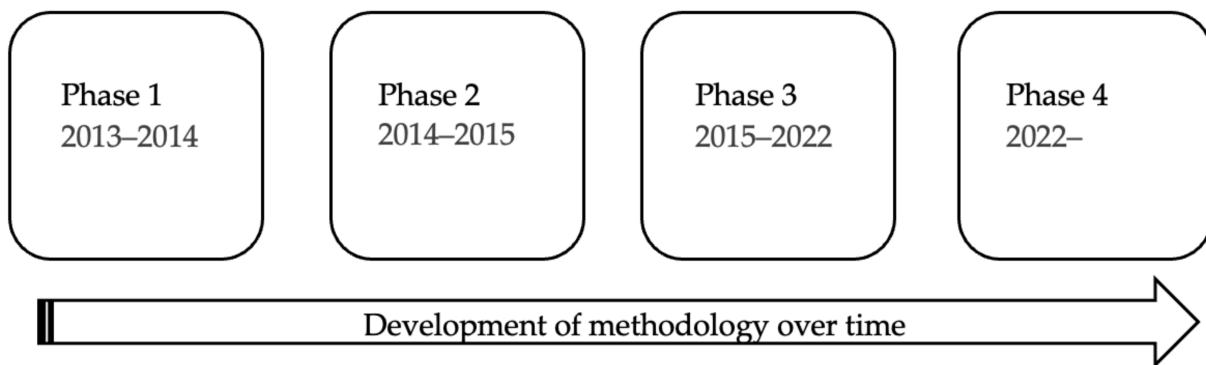 Phase 1
2013–2014
Phase 2
2014–2015
Phase 3
2015–2022
Phase 4
2022–
Development of methodology over time